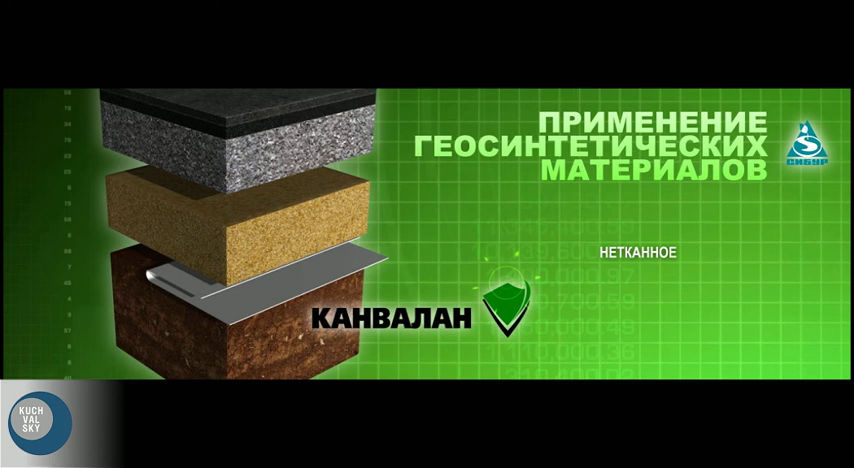 ПРИМЕНЕНИЕ
ГЕОСИНТЕТИЧЕСКИХ
МАТЕРИАЛОВ
СИБУР
НЕТКАННОЕ
КАНВАЛАН
KUCH
VAL
SKY